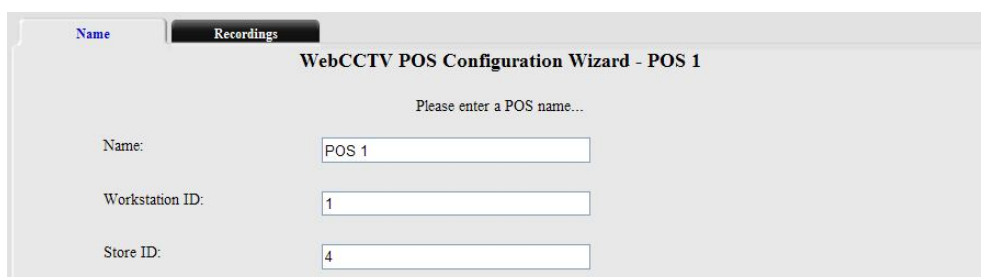 Name Recordings
WebCCTV POS Configuration Wizard - POS 1
Please enter a POS name...
Name: POS 1
Workstation ID: 1
Store ID: 4